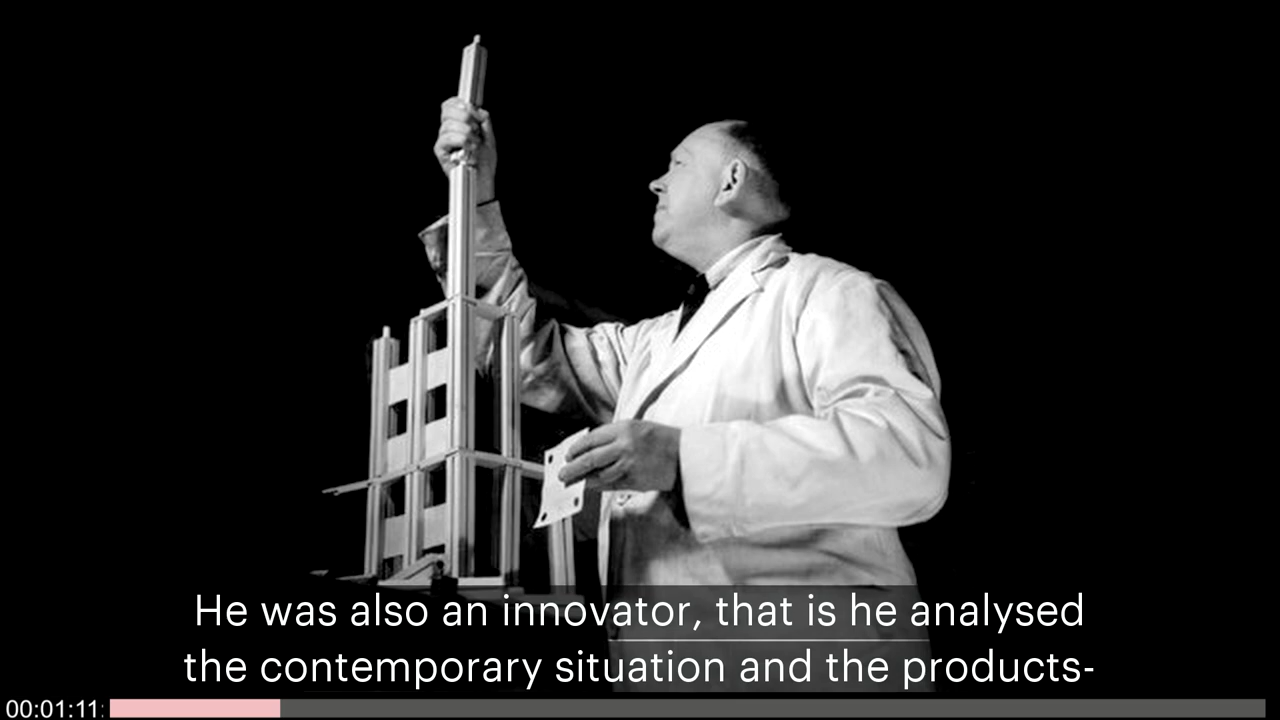 He was also an innovator, that is he analysed
the contemporary situation and the products-
00:01:11: